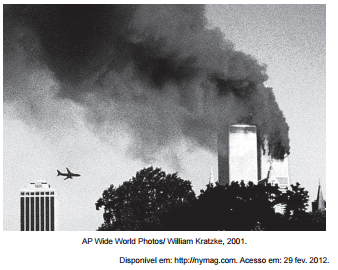 AP Wide World Photos/ William Kratzke, 2001.
Disponível em: http://nymag.com. Acesso em: 29 fev. 2012.